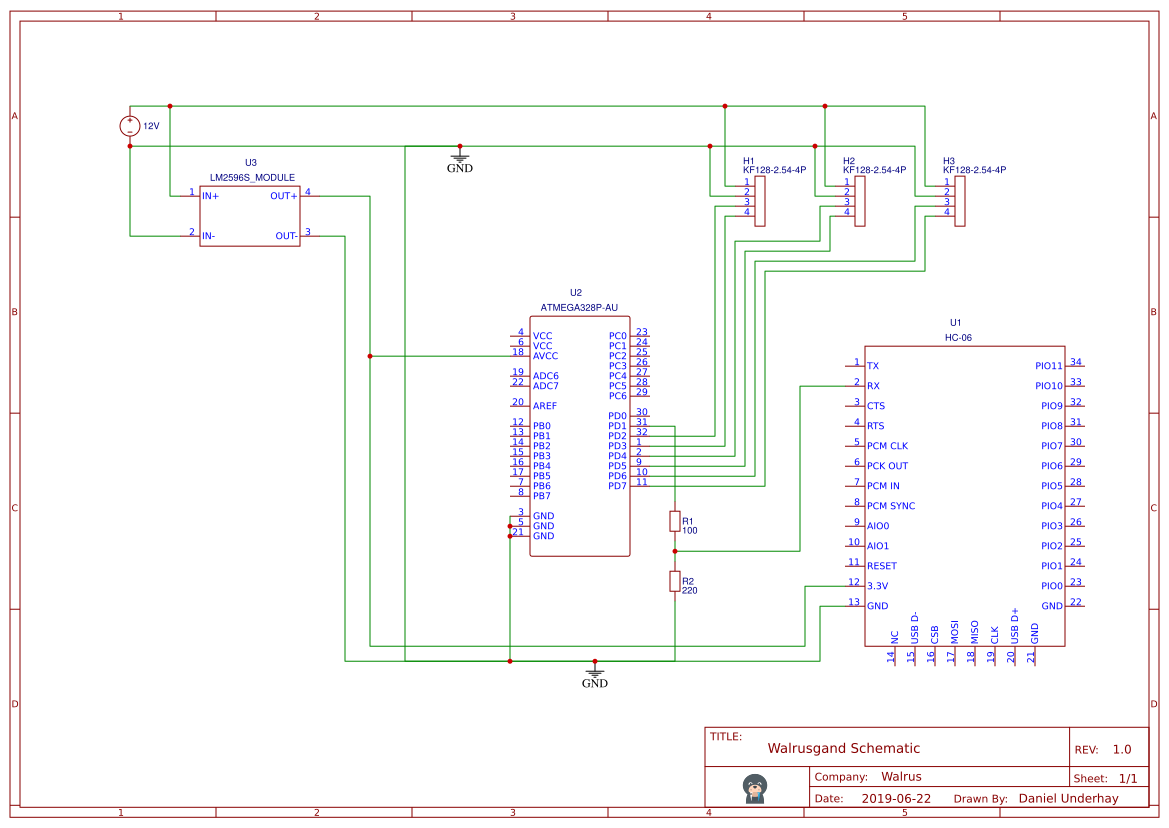 1 2 3 4 5
A A
12V
GND
U3
LM2596S_MODULE
1 IN+ OUT+ 4
2 IN- OUT- 3
H1
KF128-2.54-4P
1
2
3
4
H2
KF128-2.54-4P
1
2
3
4
H3
KF128-2.54-4P
1
2
3
4
B B
U2
ATMEGA328P-AU
4 VCC PC0 23
6 VCC PC1 24
18 AVCC PC2 25
PC3 26
19 ADC6 PC4 27
22 ADC7 PC5 28
PC6 29
20 AREF
PD0 30
12 PB0 PD1 31
13 PB1 PD2 32
14 PB2 PD3 1
15 PB3 PD4 2
16 PB4 PD5 9
17 PB5 PD6 10
7 PB6 PD7 11
8 PB7
3 GND
5 GND
21 GND
U1
HC-06
1 TX PIO11 34
2 RX PIO10 33
3 CTS PIO9 32
4 RTS PIO8 31
5 PCM CLK PIO7 30
6 PCK OUT PIO6 29
7 PCM IN PIO5 28
8 PCM SYNC PIO4 27
9 AIO0 PIO3 26
10 AIO1 PIO2 25
11 RESET PIO1 24
12 3.3V PIO0 23
13 GND GND 22
NC USB D- CSB MOSI MISO CLK USB D+ GND
14 15 16 17 18 19 20 21
C C
R1
100
R2
220
GND
D D
TITLE:
Walrusgand Schematic
REV: 1.0
Company: Walrus
Sheet: 1/1
Date: 2019-06-22 Drawn By: Daniel Underhay
1 2 3 4 5